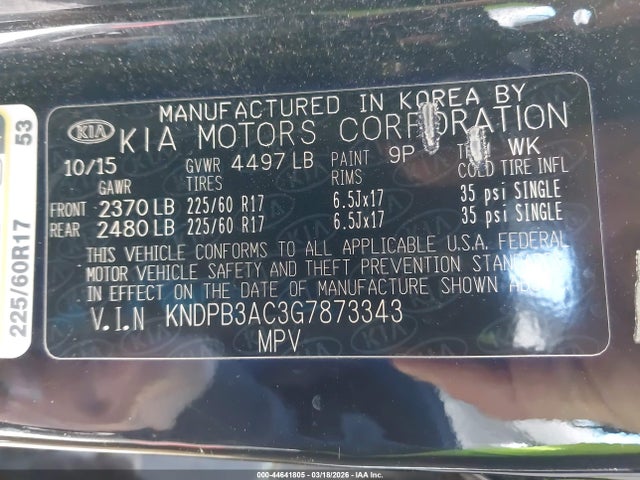 MANUFACTURED IN KOREA BY
KIA KIA MOTORS CORPORATION
10/15 GVWR 4497 LB PAINT 9P WK
GAWR TIRES RIMS COLD TIRE INFL
FRONT 2370 LB 225/60 R17 6.5Jx17 35 psi SINGLE
REAR 2480 LB 225/60 R17 6.5Jx17 35 psi SINGLE
THIS VEHICLE CONFORMS TO ALL APPLICABLE U.S.A. FEDERAL
MOTOR VEHICLE SAFETY AND THEFT PREVENTION STANDA
IN EFFECT ON THE DATE OF MANUFACTURE SHOWN
V.I.N KNDPB3AC3G7873343
MPV
225/60R17 53
000-44641805 - 03/18/2026 - IAA, Inc.